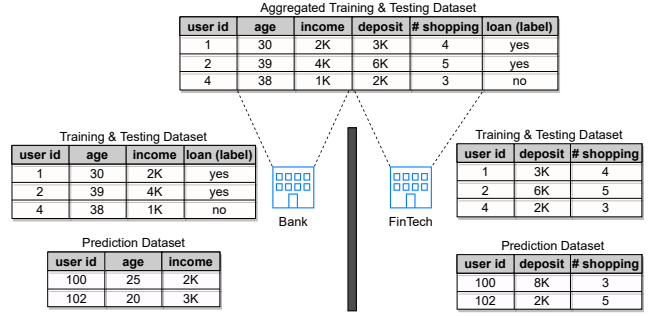 Aggregated Training & Testing Dataset
user id age income deposit # shopping loan (label)
1 30 2K 3K 4 yes
2 39 4K 6K 5 yes
4 38 1K 2K 3 no
Training & Testing Dataset
user id age income loan (label)
1 30 2K yes
2 39 4K yes
4 38 1K no
Bank
FinTech
Training & Testing Dataset
user id deposit # shopping
1 3K 4
2 6K 5
4 2K 3
Prediction Dataset
user id age income
100 25 2K
102 20 3K
Prediction Dataset
user id deposit # shopping
100 8K 3
102 2K 5